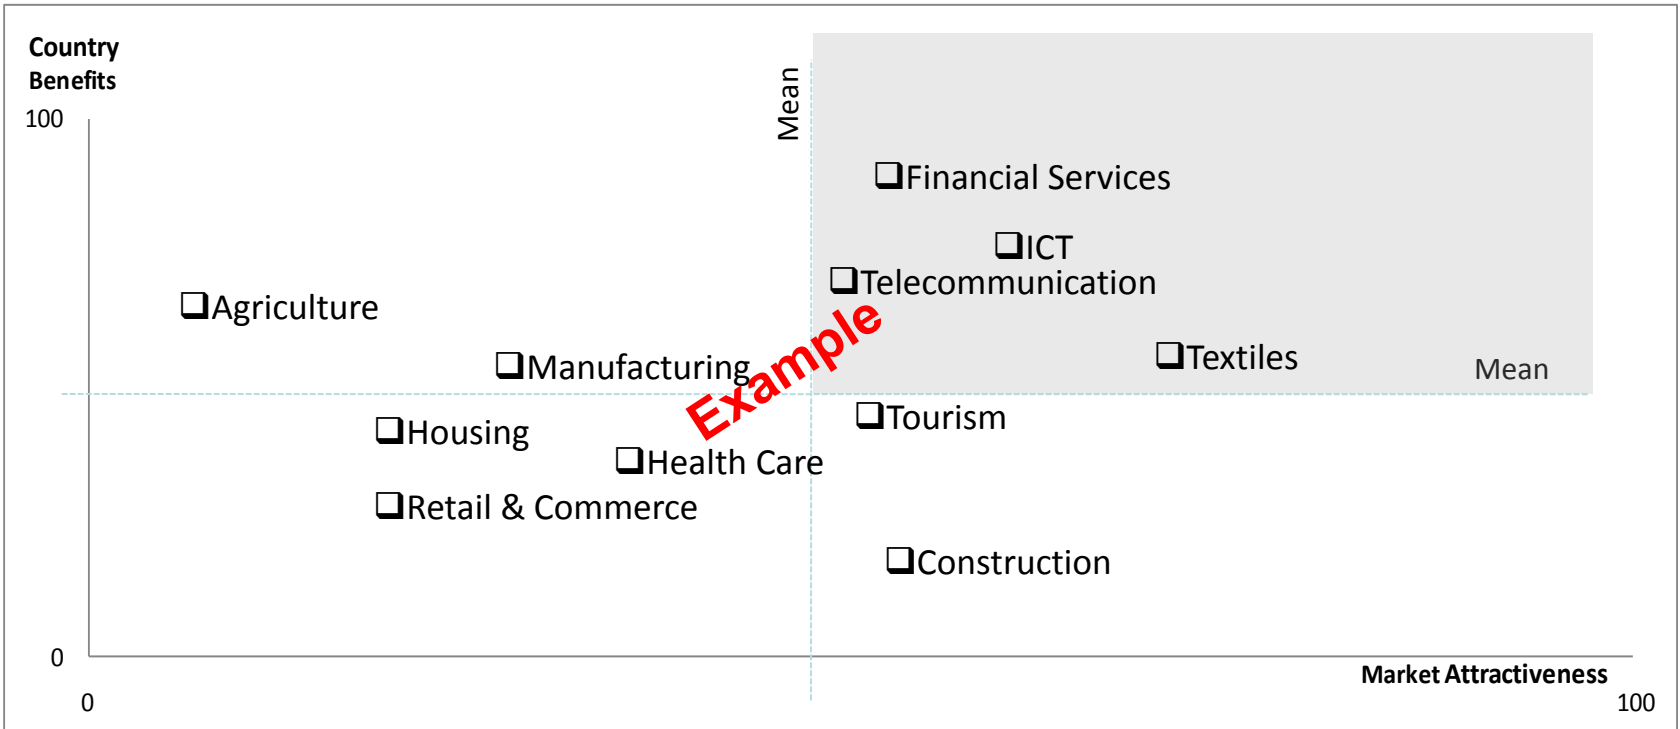 Country
Benefits
100
Mean
❑Financial Services
❑ICT
❑Telecommunication
❑Agriculture
Example
❑Textiles
❑Manufacturing
Mean
❑Tourism
❑Housing
❑Health Care
❑Retail & Commerce
❑Construction
0
Market Attractiveness
0
100